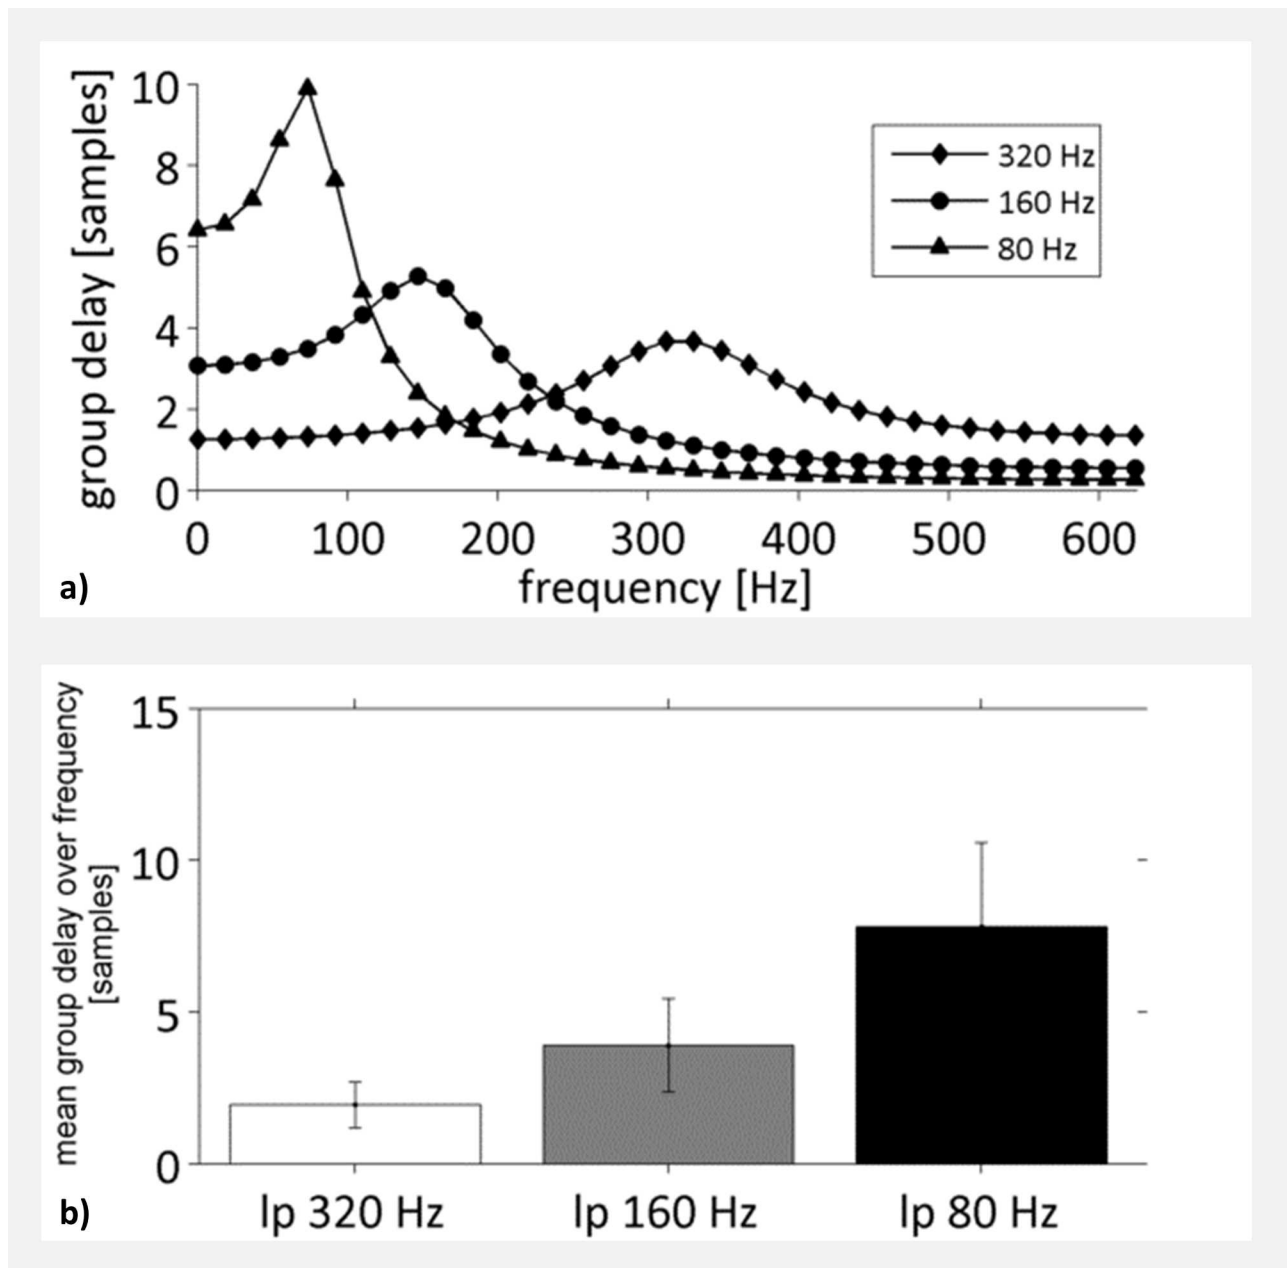 group delay [samples]
10
8
6
4
2
0
320 Hz
160 Hz
80 Hz
0 100 200 300 400 500 600
frequency [Hz]
a)
mean group delay over frequency
[samples]
15
10
5
0
lp 320 Hz lp 160 Hz lp 80 Hz
b)